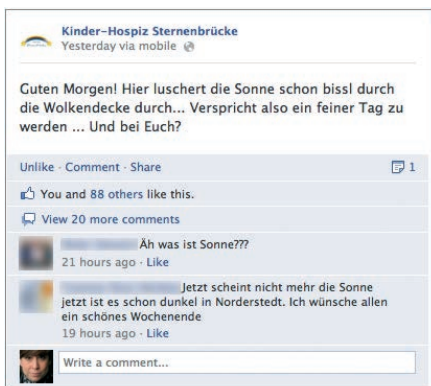 Kinder-Hospiz Sternenbrücke
Yesterday via mobile
Guten Morgen! Hier luschert die Sonne schon bissl durch
die Wolkendecke durch... Verspricht also ein feiner Tag zu
werden ... Und bei Euch?
Unlike · Comment · Share 1
You and 88 others like this.
View 20 more comments
Äh was ist Sonne???
21 hours ago · Like
Jetzt scheint nicht mehr die Sonne
jetzt ist es schon dunkel in Norderstedt. Ich wünsche allen
ein schönes Wochenende
19 hours ago · Like
Write a comment...